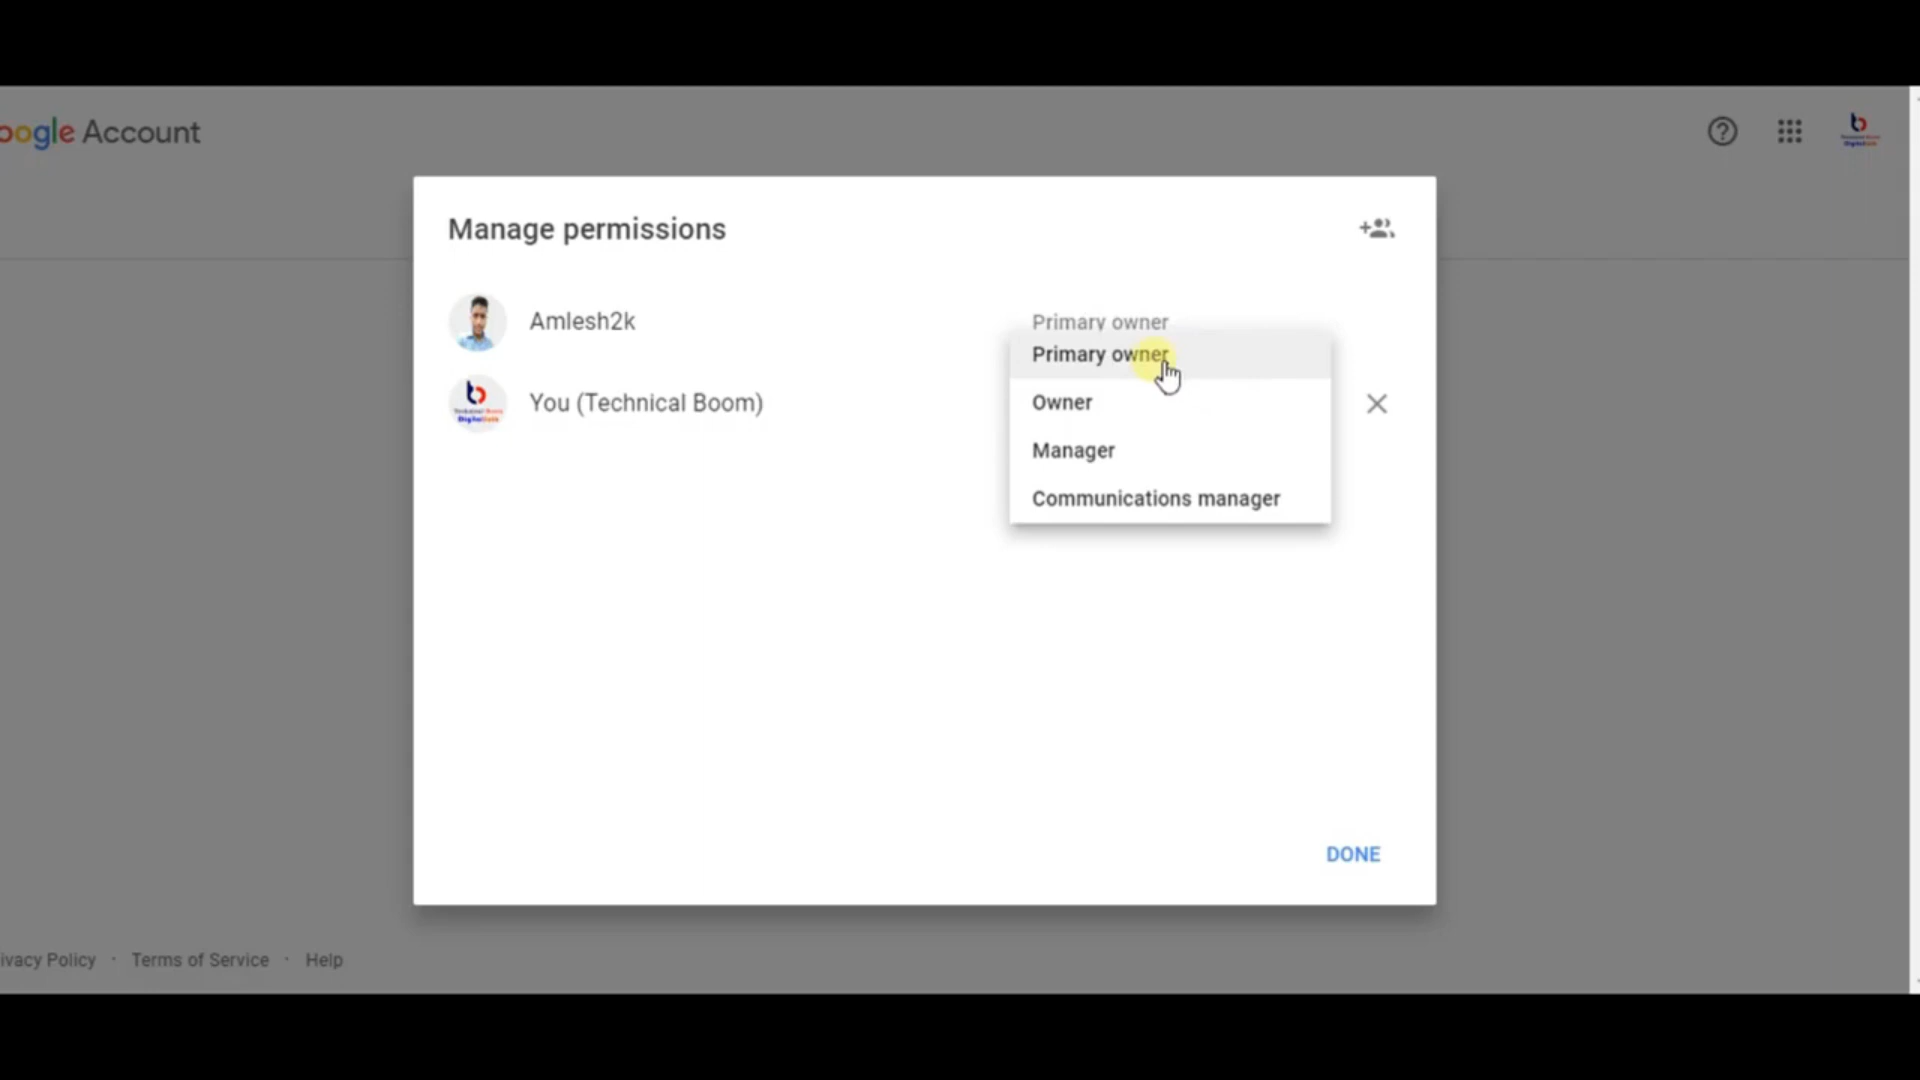 oogle Account
Manage permissions
Amlesh2k
Primary owner
Primary owner
You (Technical Boom)
Owner
Manager
Communications manager
DONE
ivacy Policy · Terms of Service · Help